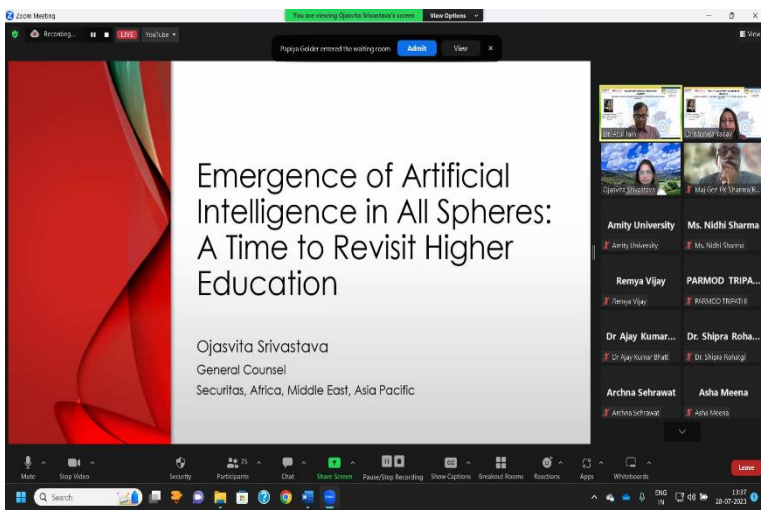 Zoom Meeting
You are viewing Ojasvita Srivastava's screen View Options
Recording... LIVE YouTube
View
Papiya Golder entered the waiting room Admit View X
Emergence of Artificial
Intelligence in All Spheres:
A Time to Revisit Higher
Education
Ojasvita Srivastava
General Counsel
Securitas, Africa, Middle East, Asia Pacific
Ojasvita Srivastava
Maj Gen PK Sharma(R...
Amity University
Amity University
Ms. Nidhi Sharma
Ms. Nidhi Sharma
Remya Vijay
Remya Vijay
PARMOD TRIPA...
PARMOD TRIPATHI
Dr Ajay Kumar...
Dr Ajay Kumar Bhatt
Dr. Shipra Roha...
Dr. Shipra Rohatgi
Archna Sehrawat
Archna Sehrawat
Asha Meena
Asha Meena
Mute
Stop Video
Security
25
Participants
Chat
Share Screen
Pause/Stop Recording
CC
Show Captions
Breakout Rooms
Reactions
Apps
Whiteboards
Leave
Search
ENG
IN
13:37
28-07-2023